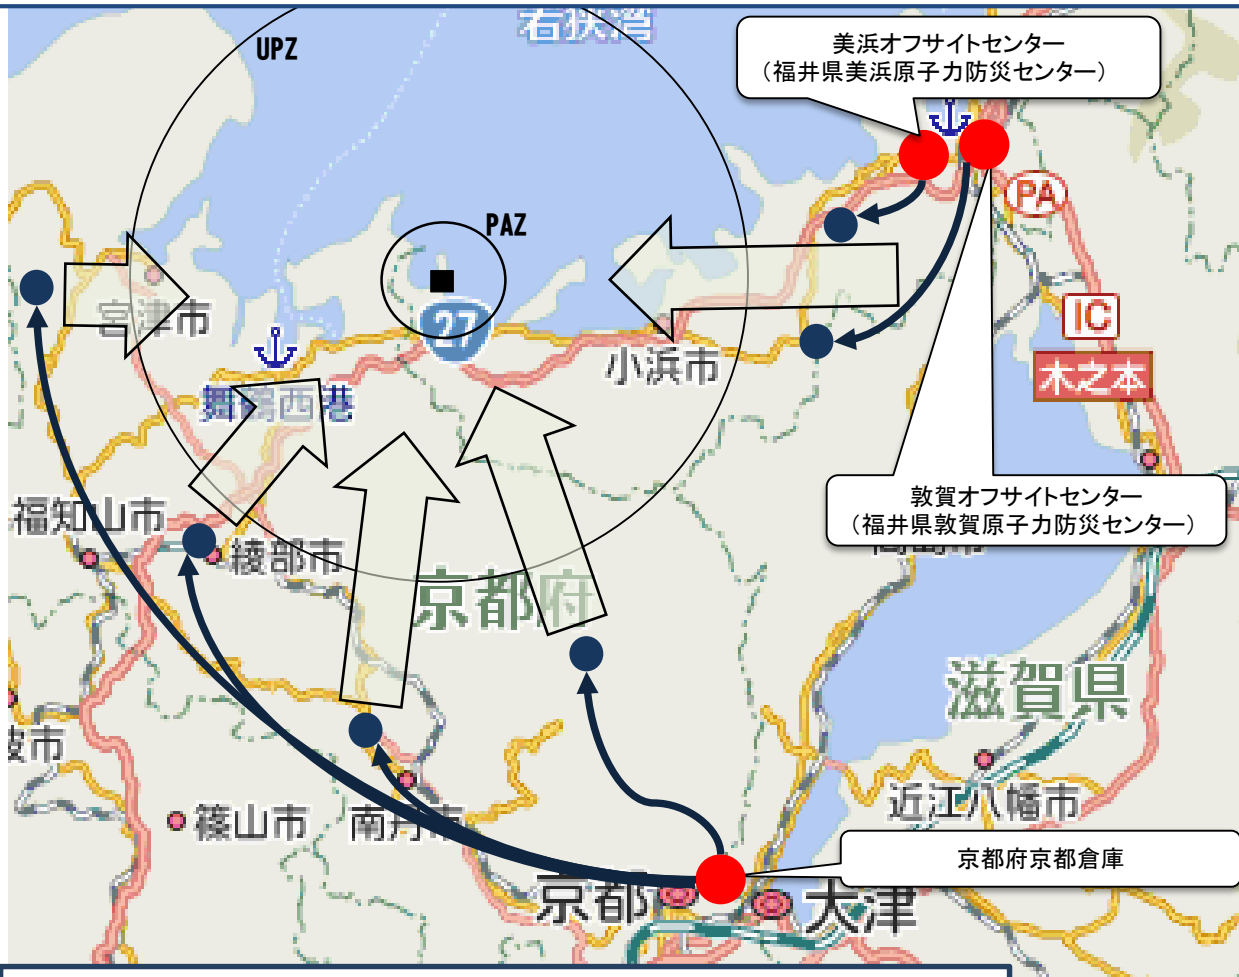 若狭湾
UPZ
美浜オフサイトセンター
（福井県美浜原子力防災センター）
PA
PAZ
宮津市
27
IC
小浜市
木之本
舞鶴西港
敦賀オフサイトセンター
（福井県敦賀原子力防災センター）
福知山市
綾部市
京都府
滋賀県
市
近江八幡市
篠山市
南丹市
京都府京都倉庫
京都
大津